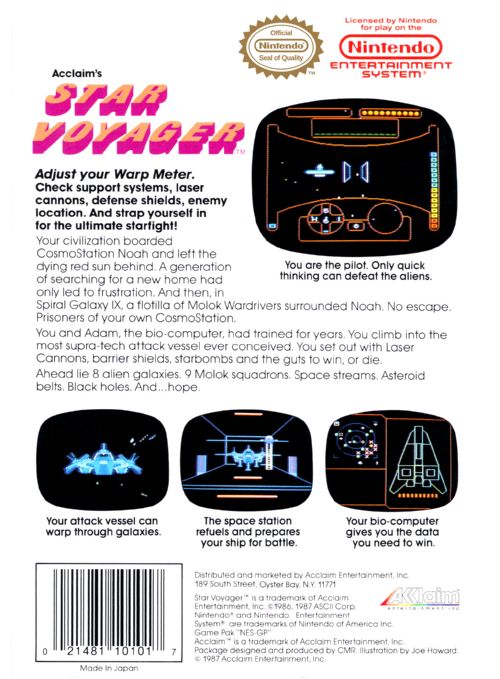 Official
Nintendo
Seal of Quality
TM
Licensed by Nintendo
for play on the
Nintendo
ENTERTAINMENT
SYSTEM®
Acclaim's
STAR
VOYAGER™
Adjust your Warp Meter.
Check support systems, laser
cannons, defense shields, enemy
location. And strap yourself in
for the ultimate starfight!
Your civilization boarded
CosmoStation Noah and left the
dying red sun behind. A generation
of searching for a new home had
only led to frustration. And then, in
Spiral Galaxy IX, a flotilla of Molok Wardrivers surrounded Noah. No escape.
Prisoners of your own CosmoStation.
You and Adam, the bio-computer, had trained for years. You climb into the
most supra-tech attack vessel ever conceived. You set out with Laser
Cannons, barrier shields, starbombs and the guts to win, or die.
Ahead lie 8 alien galaxies. 9 Molok squadrons. Space streams. Asteroid
belts. Black holes. And...hope.
You are the pilot. Only quick
thinking can defeat the aliens.
Your attack vessel can
warp through galaxies.
The space station
refuels and prepares
your ship for battle.
Your bio-computer
gives you the data
you need to win.
0 21481 10101 7
Made in Japan
Distributed and marketed by Acclaim Entertainment, Inc.
189 South Street, Oyster Bay, N.Y. 11771
Star Voyager™ is a trademark of Acclaim
Entertainment, Inc. ©1986, 1987 ASCII Corp.
Nintendo® and Nintendo Entertainment
System® are trademarks of Nintendo of America Inc.
Game Pak "NES-GP"
Acclaim™ is a trademark of Acclaim Entertainment, Inc.
Package designed and produced by CMR. Illustration by Joe Howard.
© 1987 Acclaim Entertainment, Inc.
AKklaim
entertainment inc.